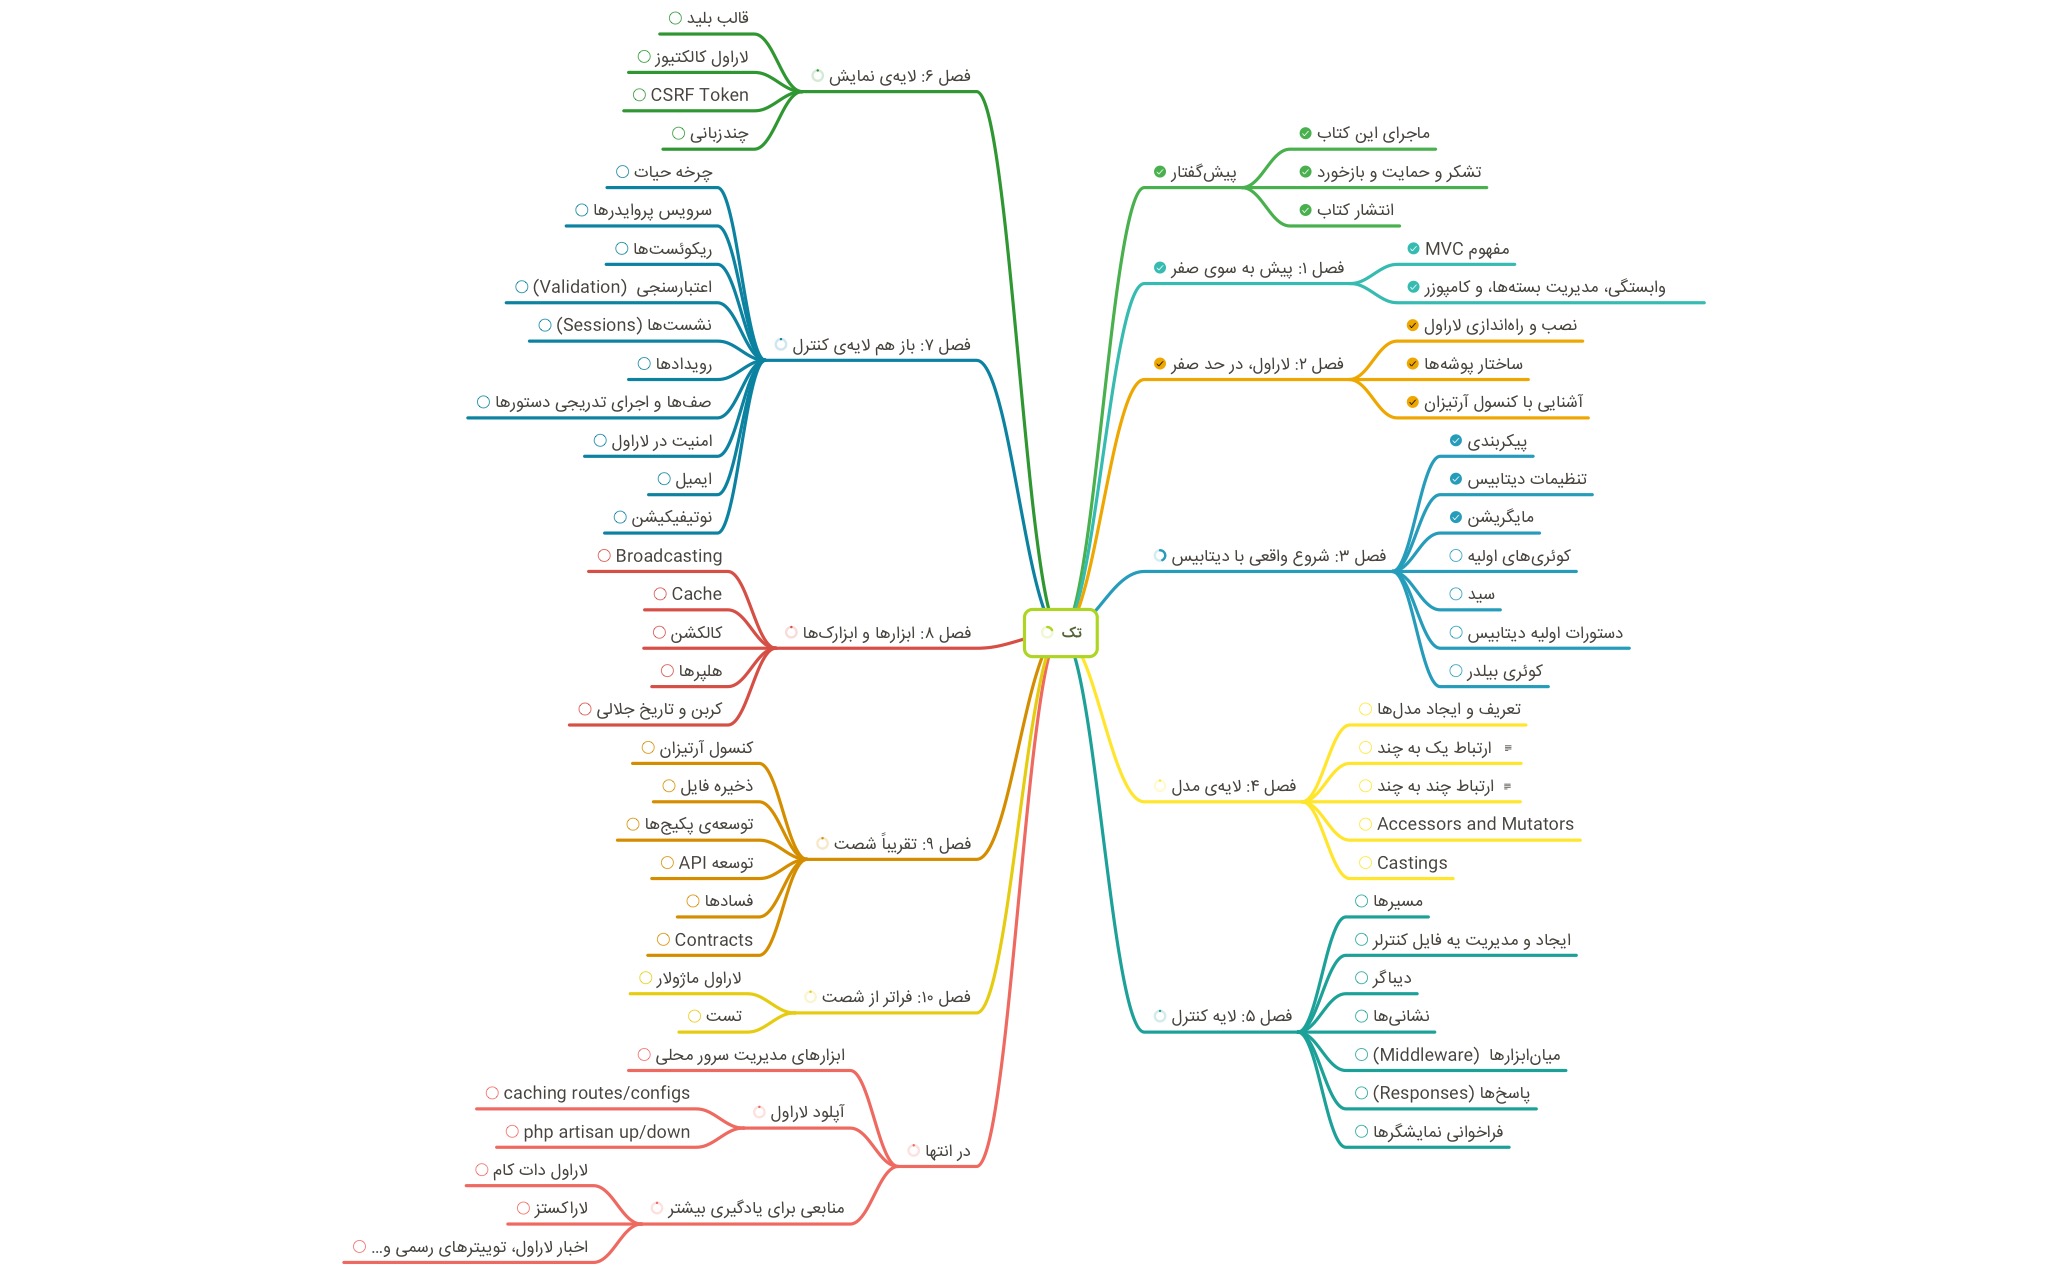 تک
پیش‌گفتار
ماجرای این کتاب
تشکر و حمایت و بازخورد
انتشار کتاب
فصل ۱: پیش به سوی صفر
مفهوم MVC
وابستگی، مدیریت بسته‌ها، و کامپوزر
فصل ۲: لاراول، در حد صفر
نصب و راه‌اندازی لاراول
ساختار پوشه‌ها
آشنایی با کنسول آرتیزان
فصل ۳: شروع واقعی با دیتابیس
پیکربندی
تنظیمات دیتابیس
مایگریشن
کوئری‌های اولیه
سید
دستورات اولیه دیتابیس
کوئری بیلدر
فصل ۴: لایه‌ی مدل
تعریف و ایجاد مدل‌ها
ارتباط یک به چند
ارتباط چند به چند
Accessors and Mutators
Castings
فصل ۵: لایه کنترل
مسیرها
ایجاد و مدیریت یه فایل کنترلر
دیباگر
نشانی‌ها
میان‌ابزارها (Middleware)
پاسخ‌ها (Responses)
فراخوانی نمایشگرها
فصل ۶: لایه‌ی نمایش
قالب بلید
لاراول کالکتیوز
CSRF Token
چندزبانی
فصل ۷: باز هم لایه‌ی کنترل
چرخه حیات
سرویس پروایدرها
ریکوئست‌ها
اعتبارسنجی (Validation)
نشست‌ها (Sessions)
رویدادها
صف‌ها و اجرای تدریجی دستورها
امنیت در لاراول
ایمیل
نوتیفیکیشن
فصل ۸: ابزارها و ابزارک‌ها
Broadcasting
Cache
کالکشن
هلپرها
کربن و تاریخ جلالی
فصل ۹: تقریباً شصت
کنسول آرتیزان
ذخیره فایل
توسعه‌ی پکیج‌ها
توسعه API
فسادها
Contracts
فصل ۱۰: فراتر از شصت
لاراول ماژولار
تست
در انتها
ابزارهای مدیریت سرور محلی
آپلود لاراول
caching routes/configs
php artisan up/down
منابعی برای یادگیری بیشتر
لاراول دات کام
لاراکستز
اخبار لاراول، توییترهای رسمی و...